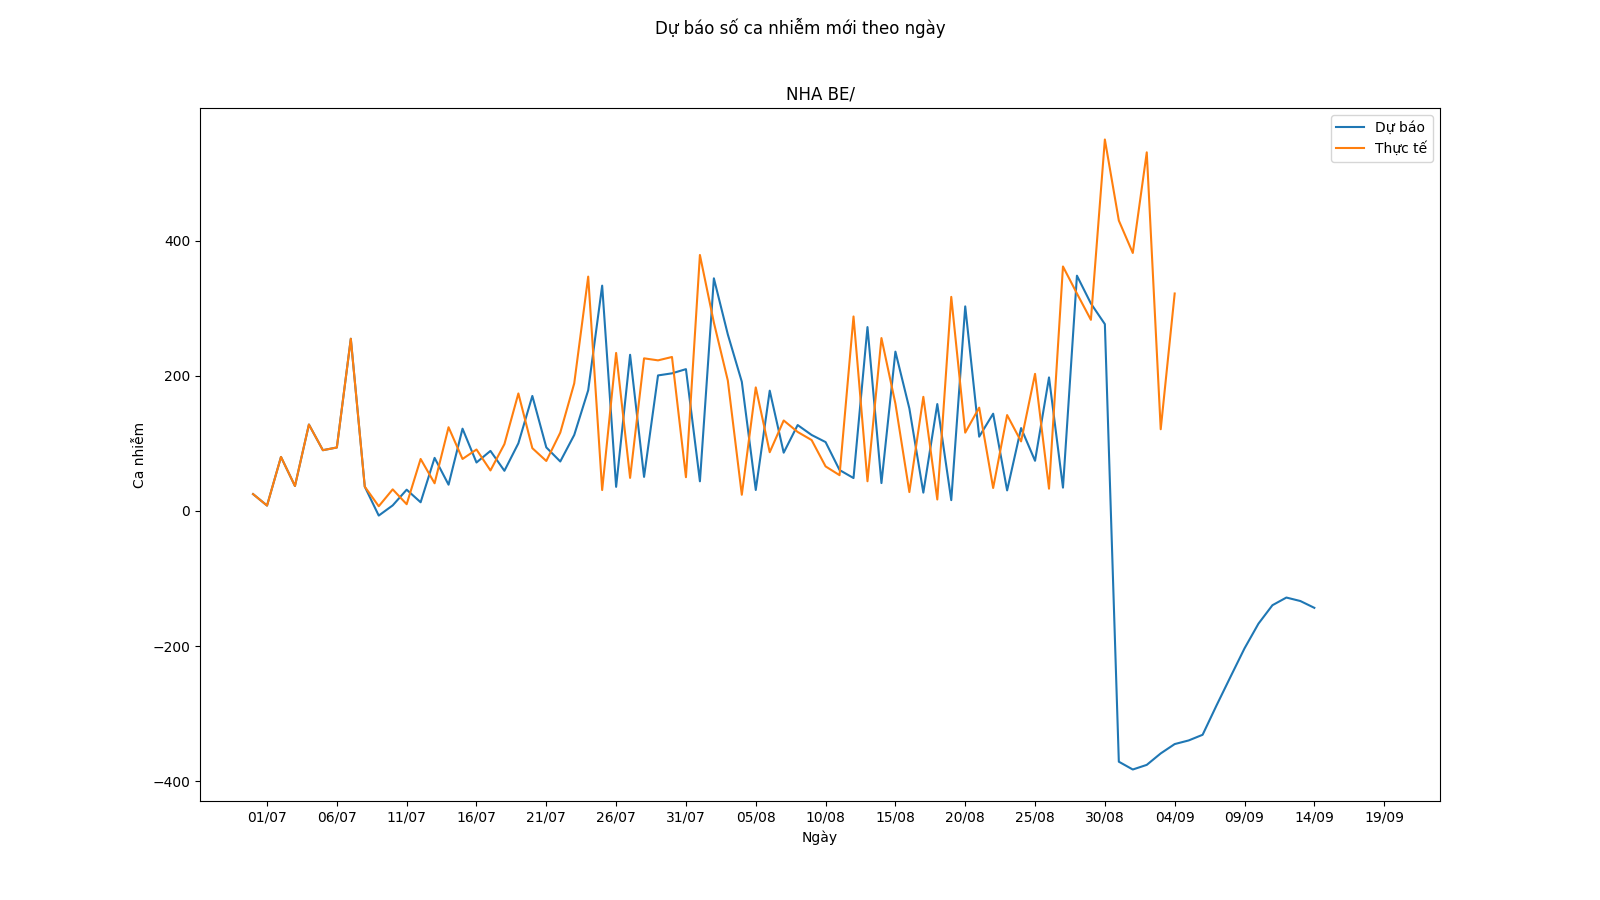 Dự báo số ca nhiễm mới theo ngày
NHA BE/
Dự báo
Thực tế
Ca nhiễm
400
200
0
−200
−400
01/07 06/07 11/07 16/07 21/07 26/07 31/07 05/08 10/08 15/08 20/08 25/08 30/08 04/09 09/09 14/09 19/09
Ngày